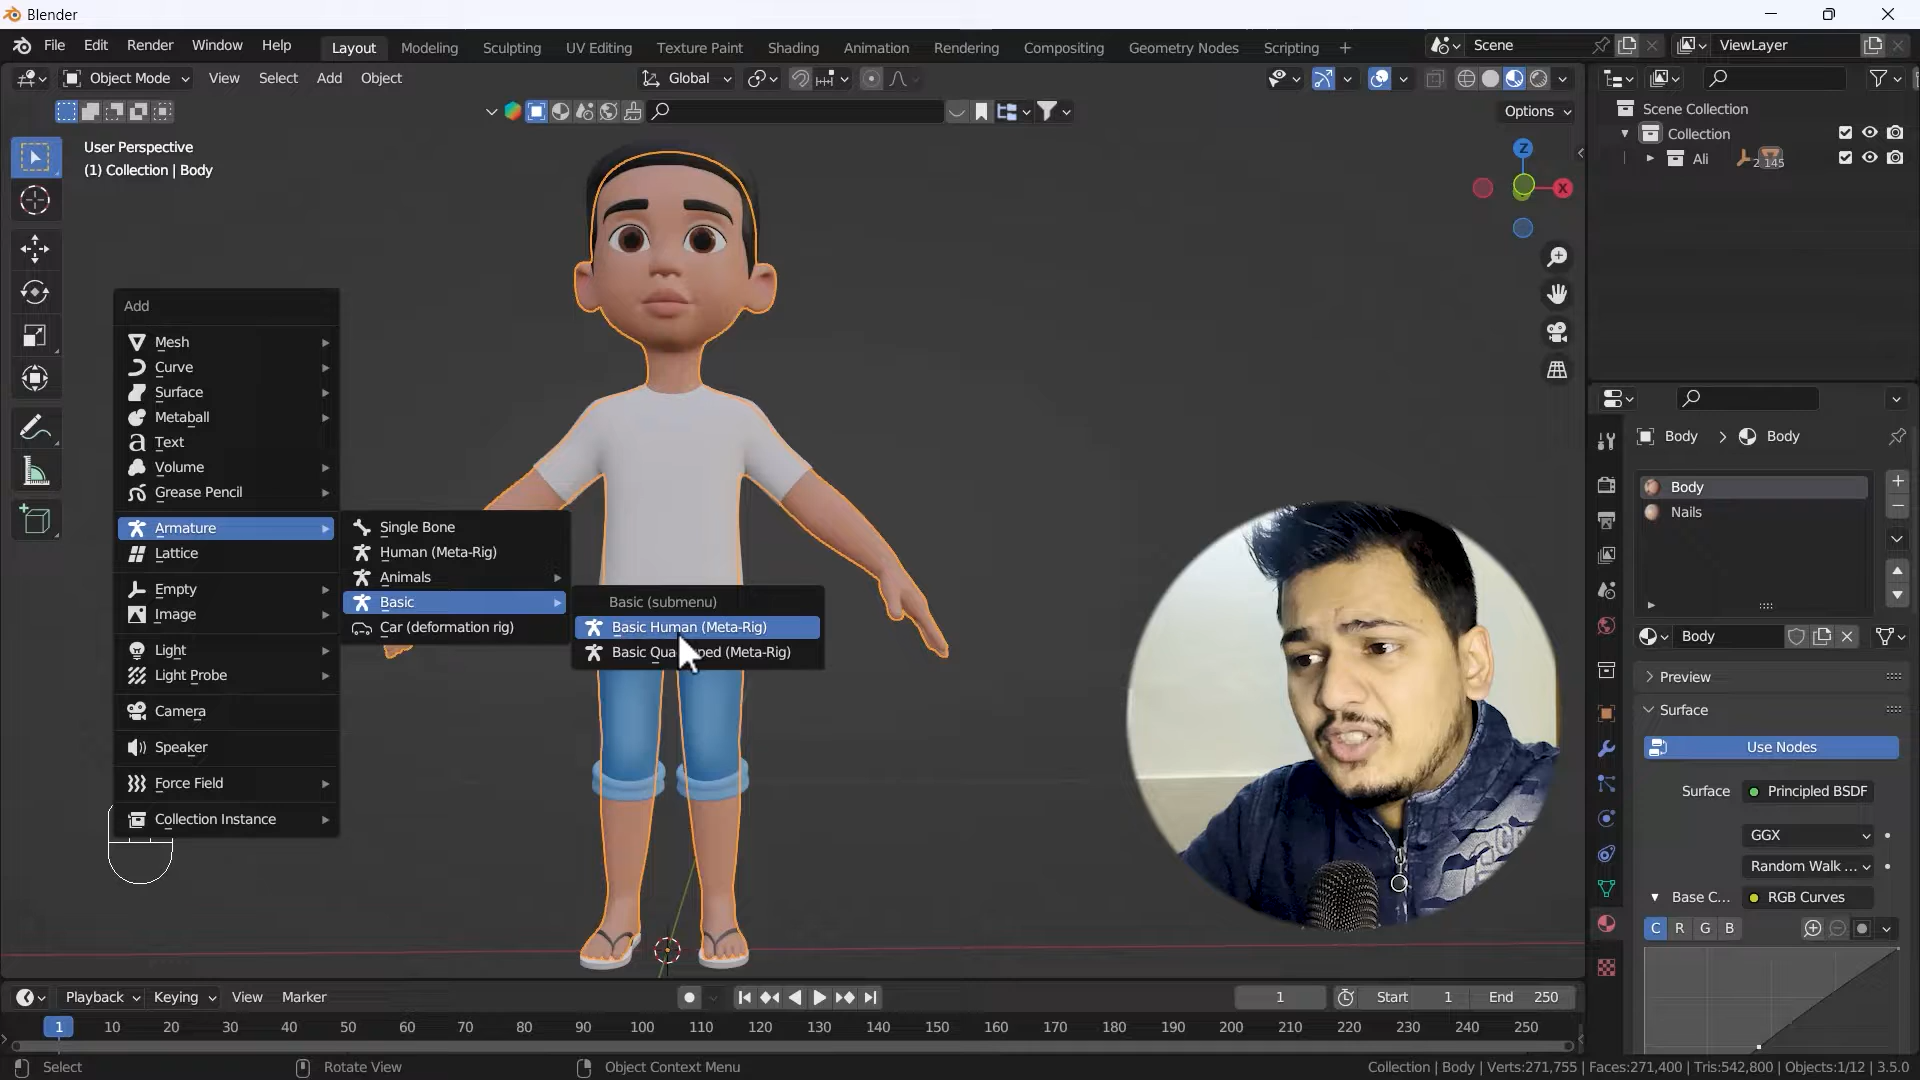 Blender
File Edit Render Window Help
Layout Modeling Sculpting UV Editing Texture Paint Shading Animation Rendering Compositing Geometry Nodes Scripting +
Scene
ViewLayer
Object Mode View Select Add Object
Global
Options
User Perspective
(1) Collection | Body
Z
X
Scene Collection
Collection
Ali
2 145
Add
Mesh
Curve
Surface
Metaball
Text
Volume
Grease Pencil
Armature
Lattice
Empty
Image
Light
Light Probe
Camera
Speaker
Force Field
Collection Instance
Single Bone
Human (Meta-Rig)
Animals
Basic
Car (deformation rig)
Basic (submenu)
Basic Human (Meta-Rig)
Basic Qua ped (Meta-Rig)
Body > Body
Body
Nails
Body
Preview
Surface
Use Nodes
Surface Principled BSDF
GGX
Random Walk ...
Base C... RGB Curves
C R G B
Playback Keying View Marker
1
Start 1 End 250
1 10 20 30 40 50 60 70 80 90 100 110 120 130 140 150 160 170 180 190 200 210 220 230 240 250
Select Rotate View Object Context Menu
Collection | Body | Verts:271,755 | Faces:271,400 | Tris:542,800 | Objects:1/12 | 3.5.0